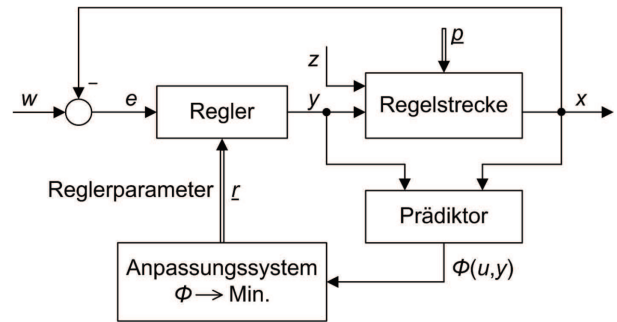 p
z
–
w
e
Regler
y
Regelstrecke
x
Reglerparameter r
Prädiktor
Anpassungssystem
Φ → Min.
Φ(u,y)